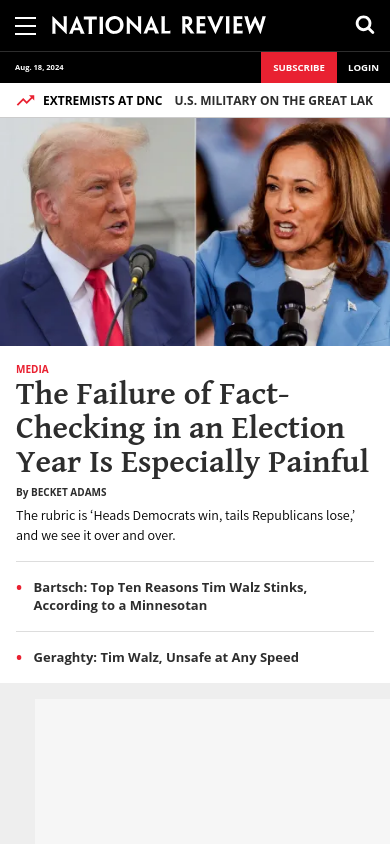 NATIONAL REVIEW
Aug. 18, 2024
SUBSCRIBE
LOGIN
EXTREMISTS AT DNC U.S. MILITARY ON THE GREAT LAK
MEDIA
The Failure of Fact-
Checking in an Election
Year Is Especially Painful
By BECKET ADAMS
The rubric is ‘Heads Democrats win, tails Republicans lose,’
and we see it over and over.
• Bartsch: Top Ten Reasons Tim Walz Stinks,
According to a Minnesotan
• Geraghty: Tim Walz, Unsafe at Any Speed